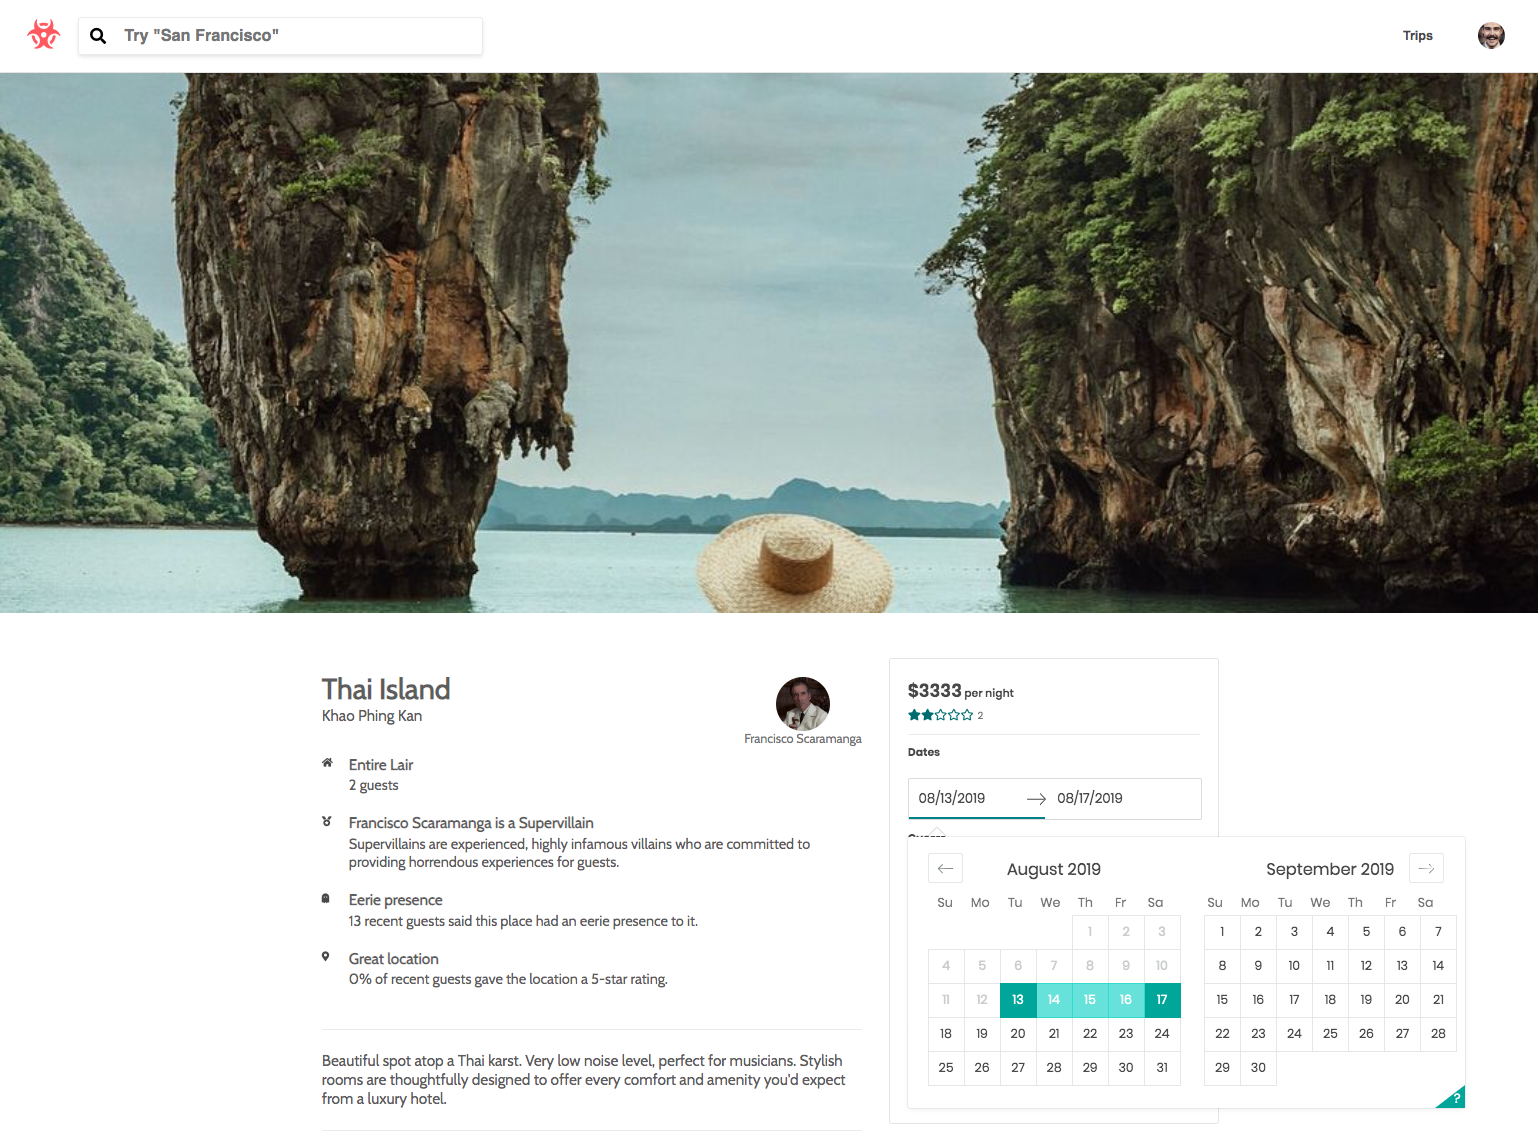 Try "San Francisco"
Trips
Thai Island
Khao Phing Kan
Francisco Scaramanga
Entire Lair
2 guests
Francisco Scaramanga is a Supervillain
Supervillains are experienced, highly infamous villains who are committed to
providing horrendous experiences for guests.
Eerie presence
13 recent guests said this place had an eerie presence to it.
Great location
0% of recent guests gave the location a 5-star rating.
Beautiful spot atop a Thai karst. Very low noise level, perfect for musicians. Stylish
rooms are thoughtfully designed to offer every comfort and amenity you'd expect
from a luxury hotel.
$3333 per night
2
Dates
08/13/2019 08/17/2019
August 2019
Su Mo Tu We Th Fr Sa
1 2 3
4 5 6 7 8 9 10
11 12 13 14 15 16 17
18 19 20 21 22 23 24
25 26 27 28 29 30 31
September 2019
Su Mo Tu We Th Fr Sa
1 2 3 4 5 6 7
8 9 10 11 12 13 14
15 16 17 18 19 20 21
22 23 24 25 26 27 28
29 30
?